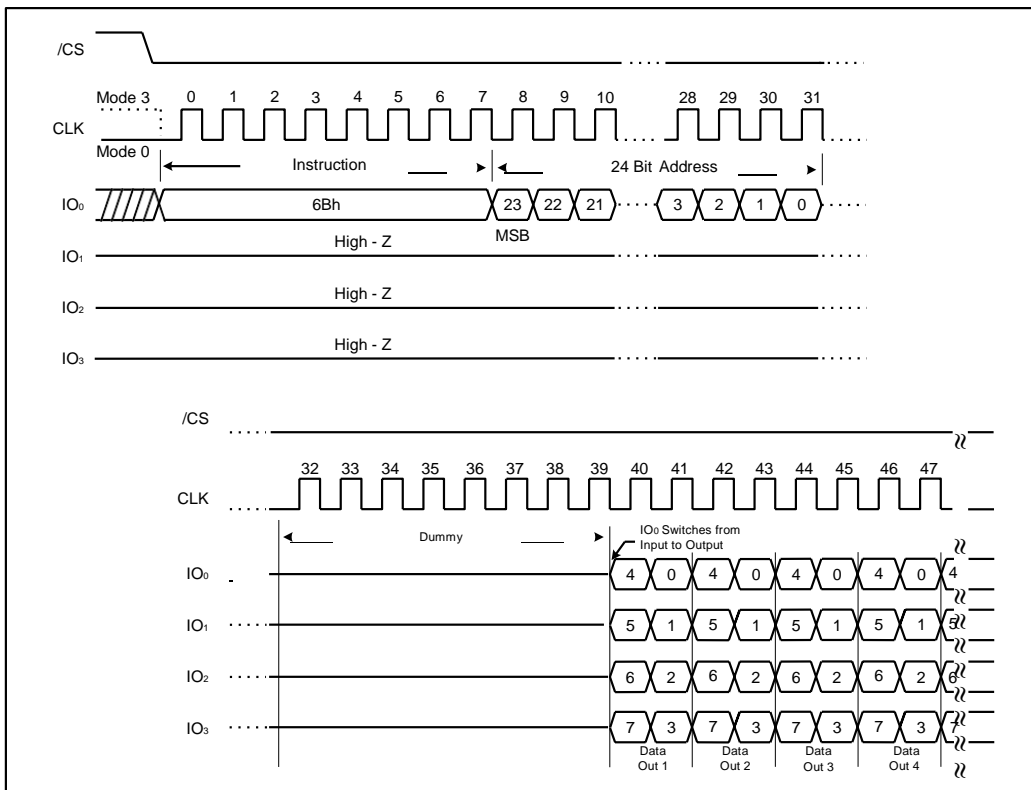 /CS
Mode 3 0 1 2 3 4 5 6 7 8 9 10 28 29 30 31
CLK
Mode 0
Instruction 24 Bit Address
IO₀ 6Bh 23 22 21 3 2 1 0
MSB
High - Z
IO₁
High - Z
IO₂
High - Z
IO₃
/CS
32 33 34 35 36 37 38 39 40 41 42 43 44 45 46 47
CLK
Dummy
IO₀ Switches from
Input to Output
IO₀ 4 0 4 0 4 0 4 0 4
IO₁ 5 1 5 1 5 1 5 1 5
IO₂ 6 2 6 2 6 2 6 2 6
IO₃ 7 3 7 3 7 3 7 3 7
Data Data Data Data
Out 1 Out 2 Out 3 Out 4